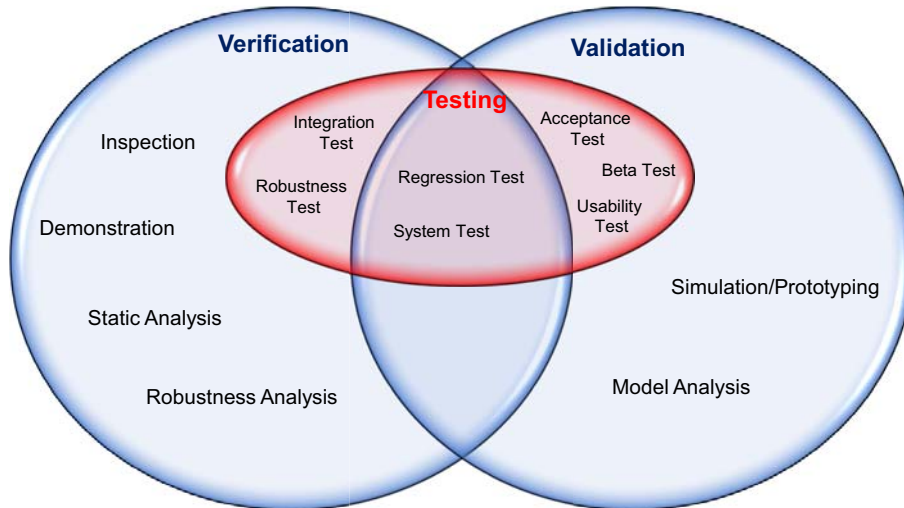 Verification
Validation
Testing
Inspection
Demonstration
Static Analysis
Robustness Analysis
Integration
Test
Robustness
Test
Regression Test
System Test
Acceptance
Test
Beta Test
Usability
Test
Simulation/Prototyping
Model Analysis